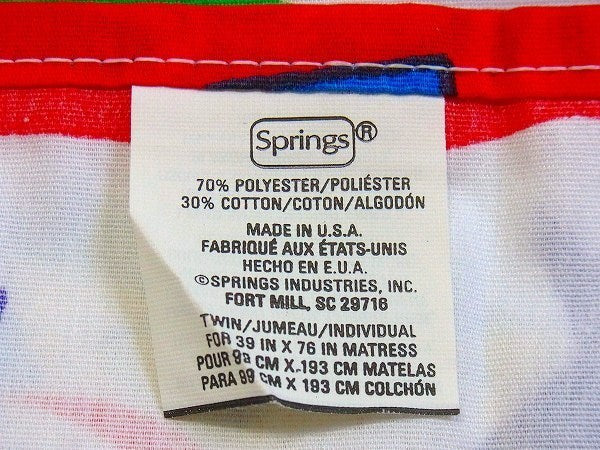 Springs®
70% POLYESTER/POLIÉSTER
30% COTTON/COTON/ALGODÓN
MADE IN U.S.A.
FABRIQUÉ AUX ÉTATS-UNIS
HECHO EN E.U.A.
©SPRINGS INDUSTRIES, INC.
FORT MILL, SC 29716
TWIN/JUMEAU/INDIVIDUAL
FOR 39 IN X 76 IN MATRESS
POUR 99 CM X 193 CM MATELAS
PARA 99 CM X 193 CM COLCHÓN